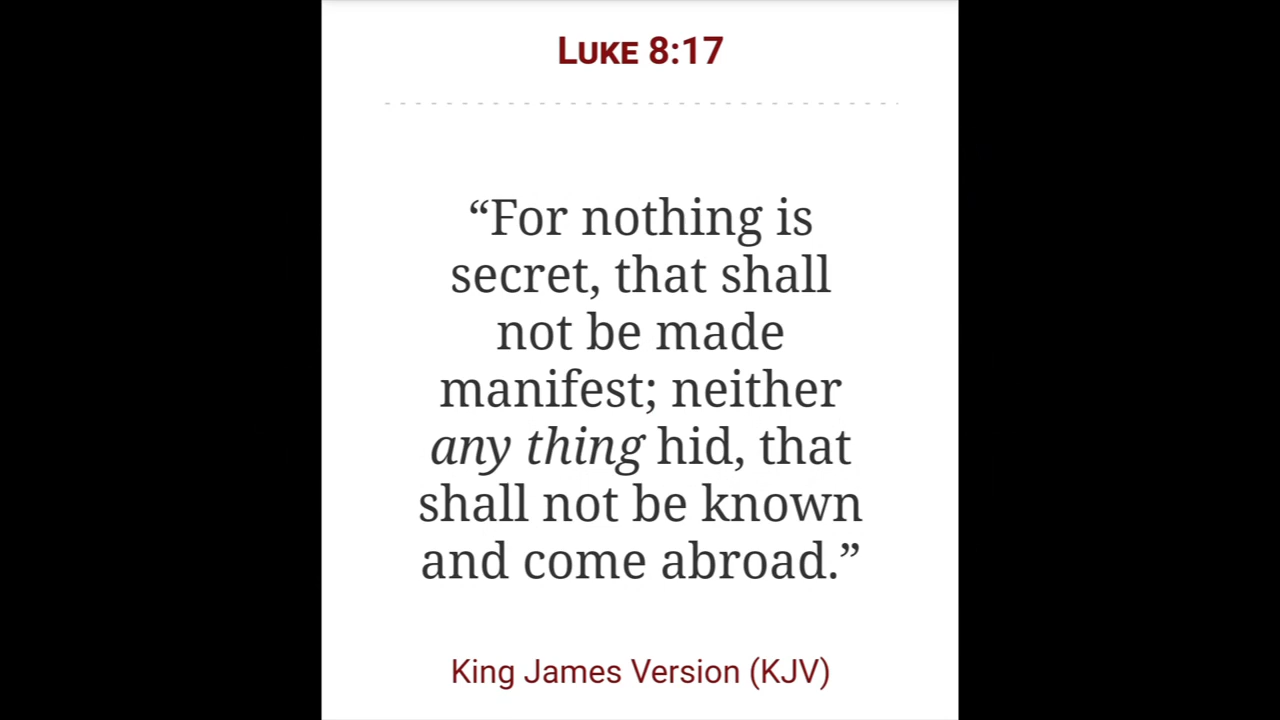 Luke 8:17
“For nothing is
secret, that shall
not be made
manifest; neither
any thing hid, that
shall not be known
and come abroad.”
King James Version (KJV)